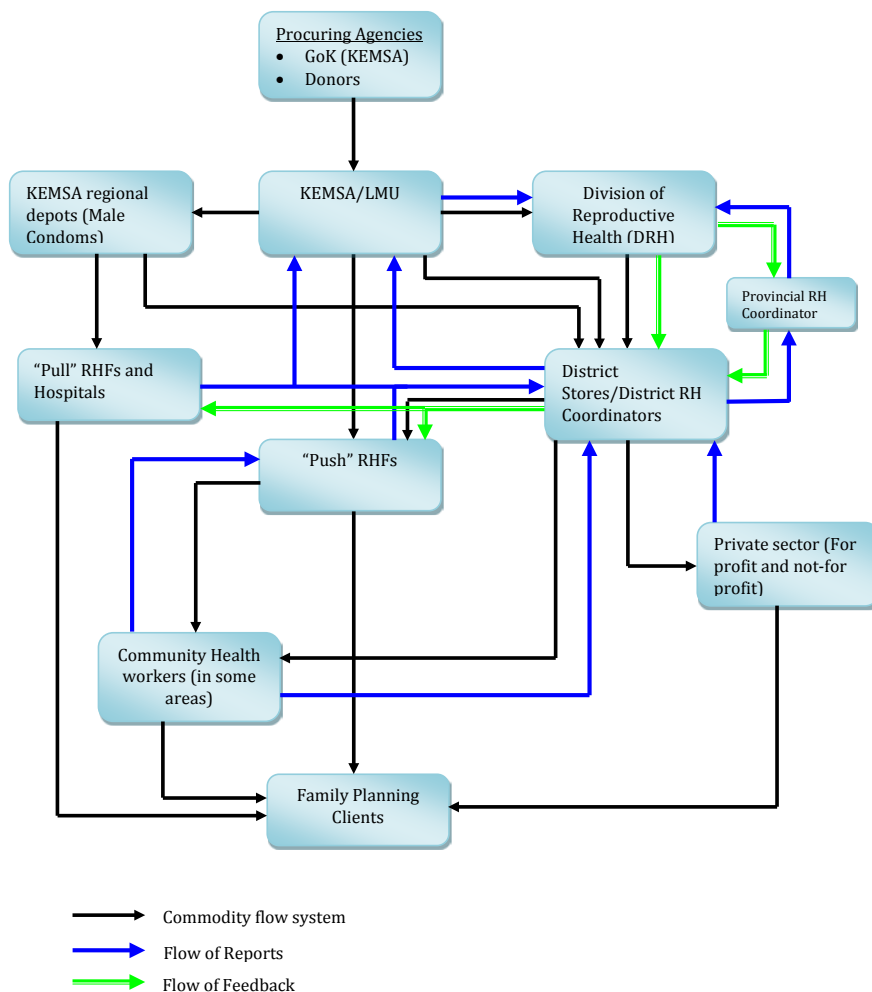 Procuring Agencies
• GoK (KEMSA)
• Donors
KEMSA regional
depots (Male
Condoms)
KEMSA/LMU
Division of
Reproductive
Health (DRH)
Provincial RH
Coordinator
“Pull” RHFs and
Hospitals
District
Stores/District RH
Coordinators
“Push” RHFs
Private sector (For
profit and not-for
profit)
Community Health
workers (in some
areas)
Family Planning
Clients
Commodity flow system
Flow of Reports
Flow of Feedback